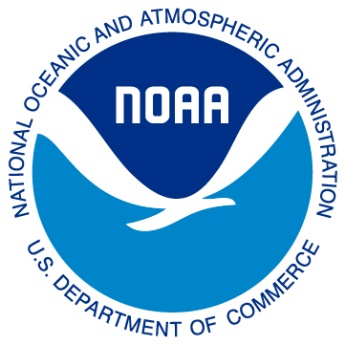 NATIONAL OCEANIC AND ATMOSPHERIC ADMINISTRATION
NOAA
U.S. DEPARTMENT OF COMMERCE